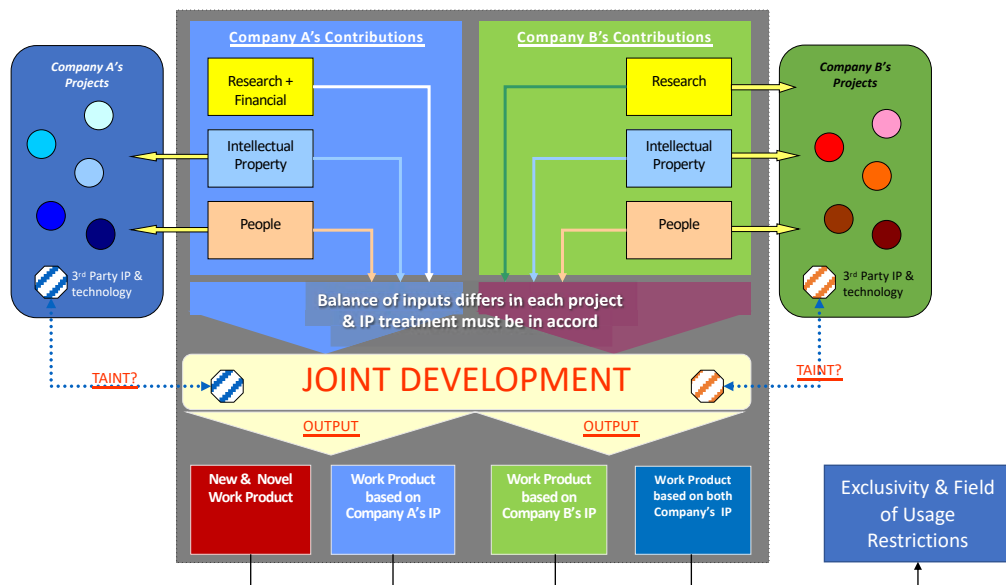 Company A's Contributions
Company B's Contributions
Company A's
Projects
Company B's
Projects
Research +
Financial
Research
Intellectual
Property
Intellectual
Property
People
People
3rd Party IP &
technology
3rd Party IP &
technology
Balance of inputs differs in each project
& IP treatment must be in accord
TAINT?
JOINT DEVELOPMENT
TAINT?
OUTPUT
OUTPUT
New & Novel
Work Product
Work Product
based on
Company A's IP
Work Product
based on
Company B's IP
Work Product
based on both
Company's IP
Exclusivity & Field
of Usage
Restrictions